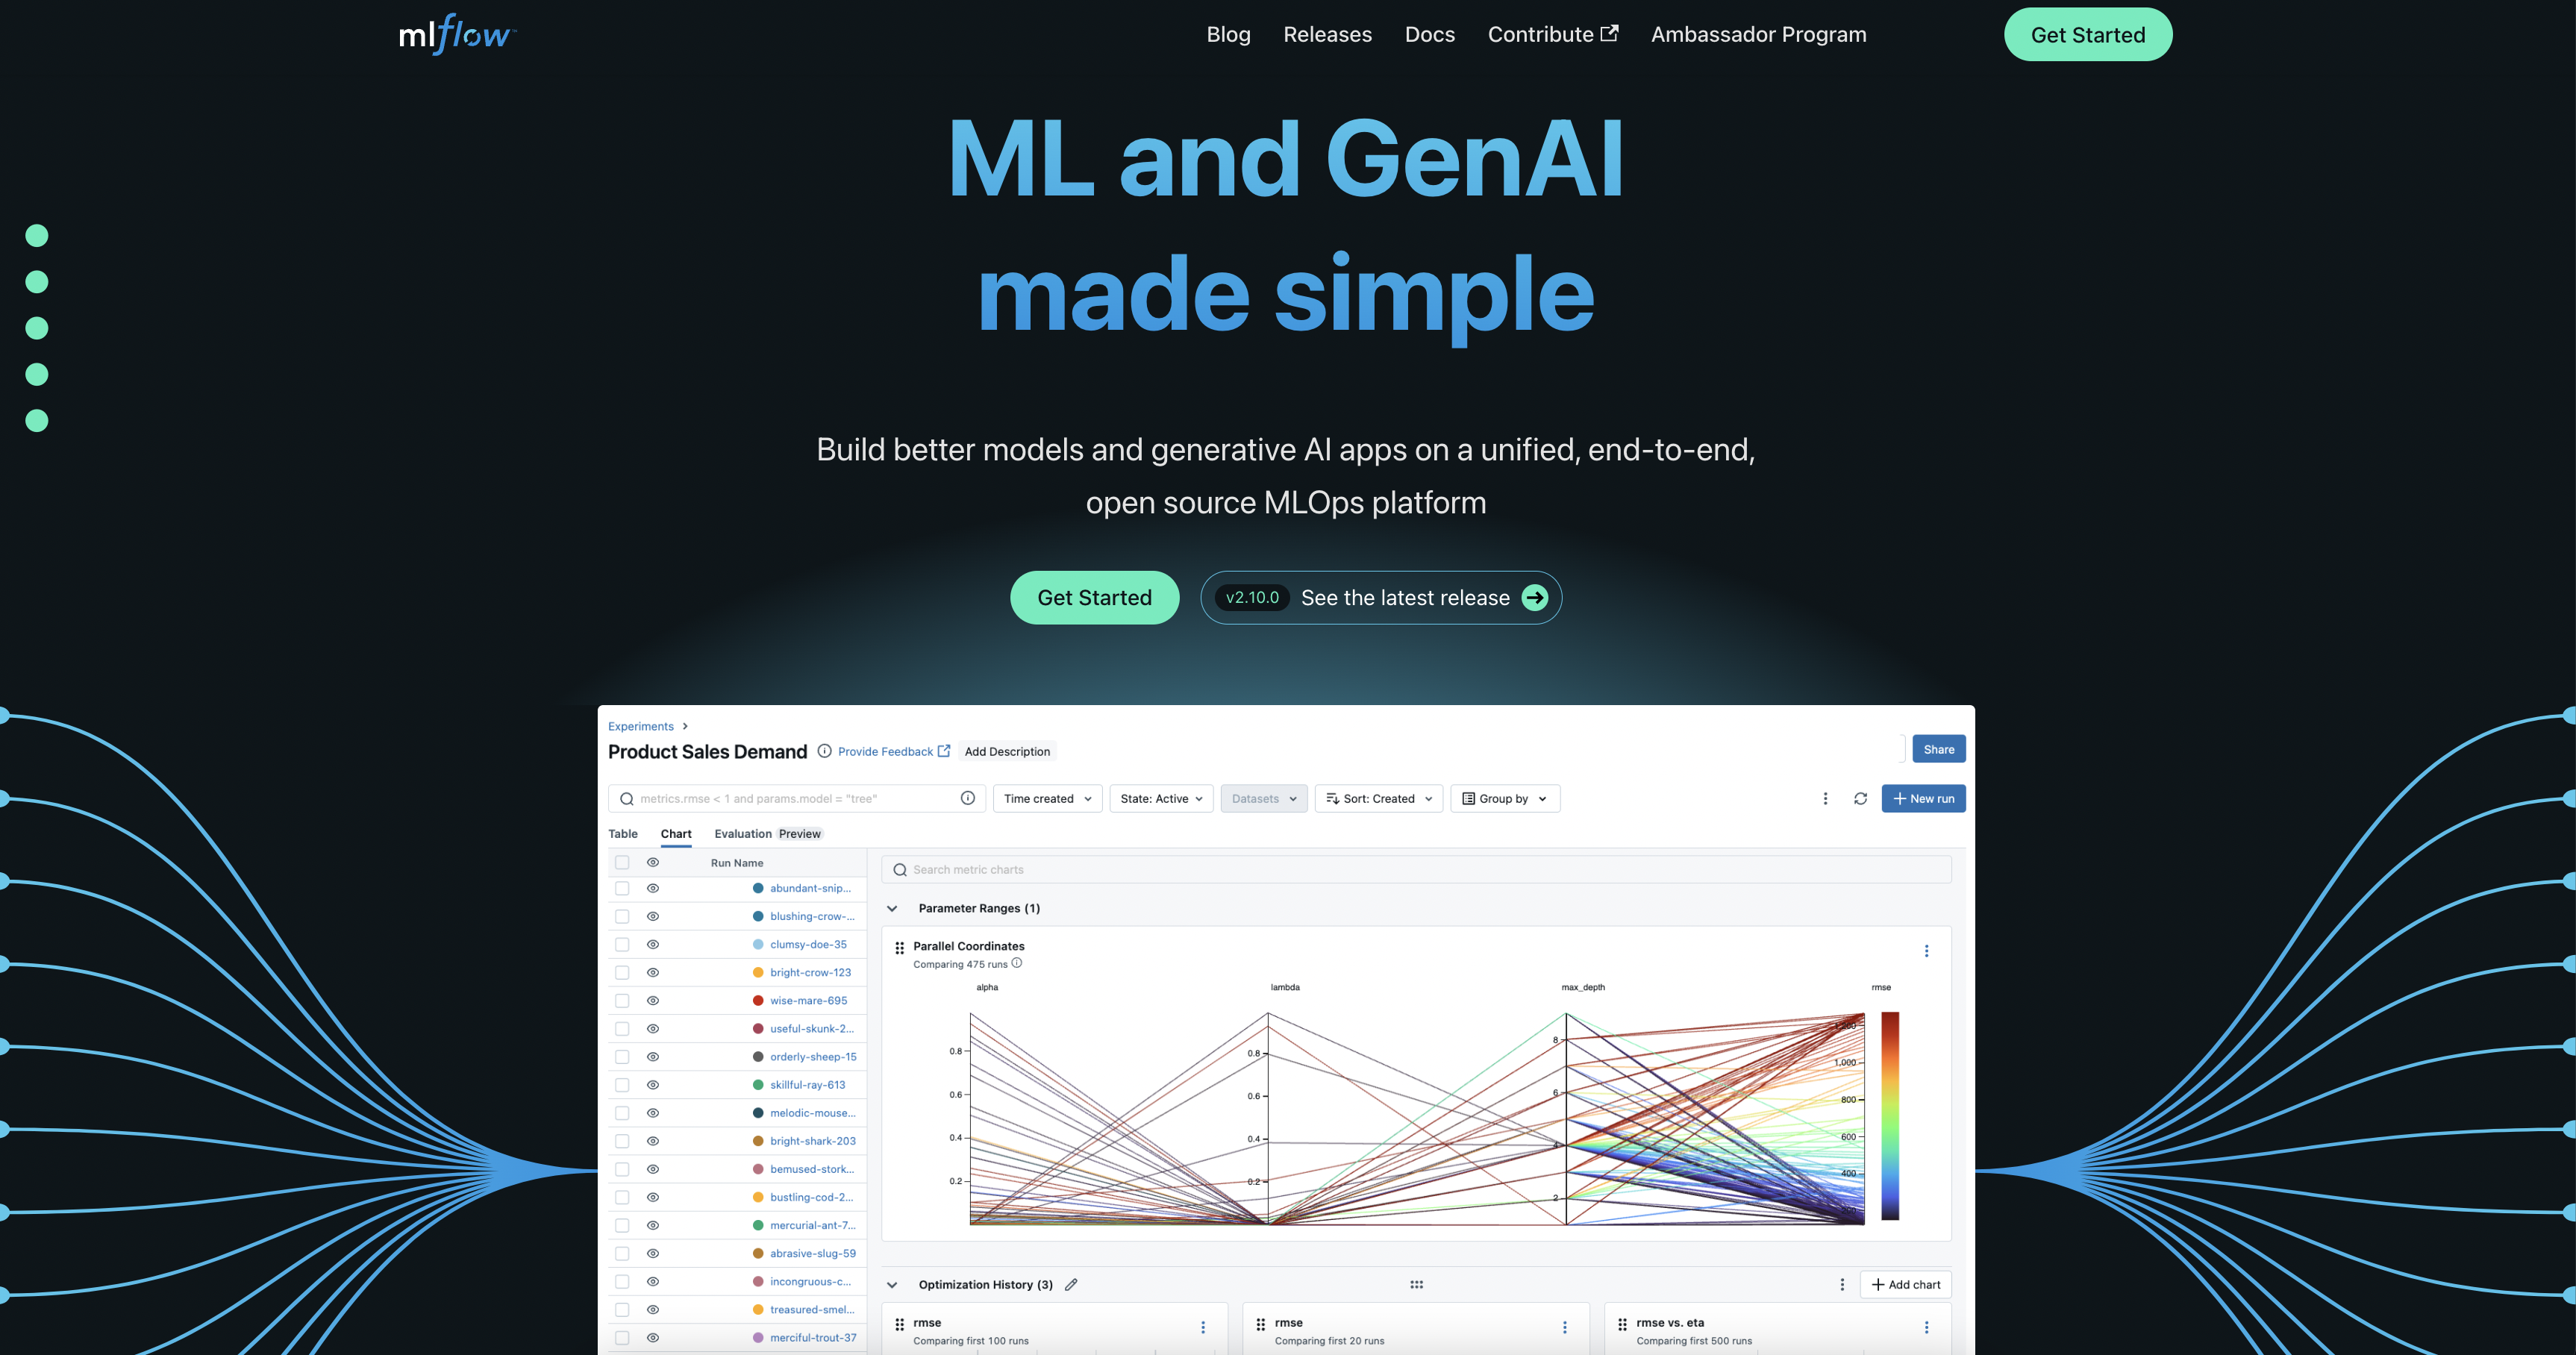 mlflow
Blog Releases Docs Contribute Ambassador Program Get Started
ML and GenAI
made simple
Build better models and generative AI apps on a unified, end-to-end,
open source MLOps platform
Get Started v2.10.0 See the latest release
Experiments
Product Sales Demand Provide Feedback Add Description Share
metrics.rmse < 1 and params.model = "tree" Time created State: Active Datasets Sort: Created Group by New run
Table Chart Evaluation Preview
Run Name
abundant-snip...
blushing-crow-...
clumsy-doe-35
bright-crow-123
wise-mare-695
useful-skunk-2...
orderly-sheep-15
skillful-ray-613
melodic-mouse...
bright-shark-203
bemused-stork...
bustling-cod-2...
mercurial-ant-7...
abrasive-slug-59
incongruous-c...
treasured-smel...
merciful-trout-37
Search metric charts
Parameter Ranges (1)
Parallel Coordinates
Comparing 475 runs
alpha lambda max_depth rmse
0.8 0.8 8
1,000
0.6 0.6 6 800
0.4 0.4 4 600
400
0.2 0.2 2
Optimization History (3) Add chart
rmse rmse rmse vs. eta
Comparing first 100 runs Comparing first 20 runs Comparing first 500 runs